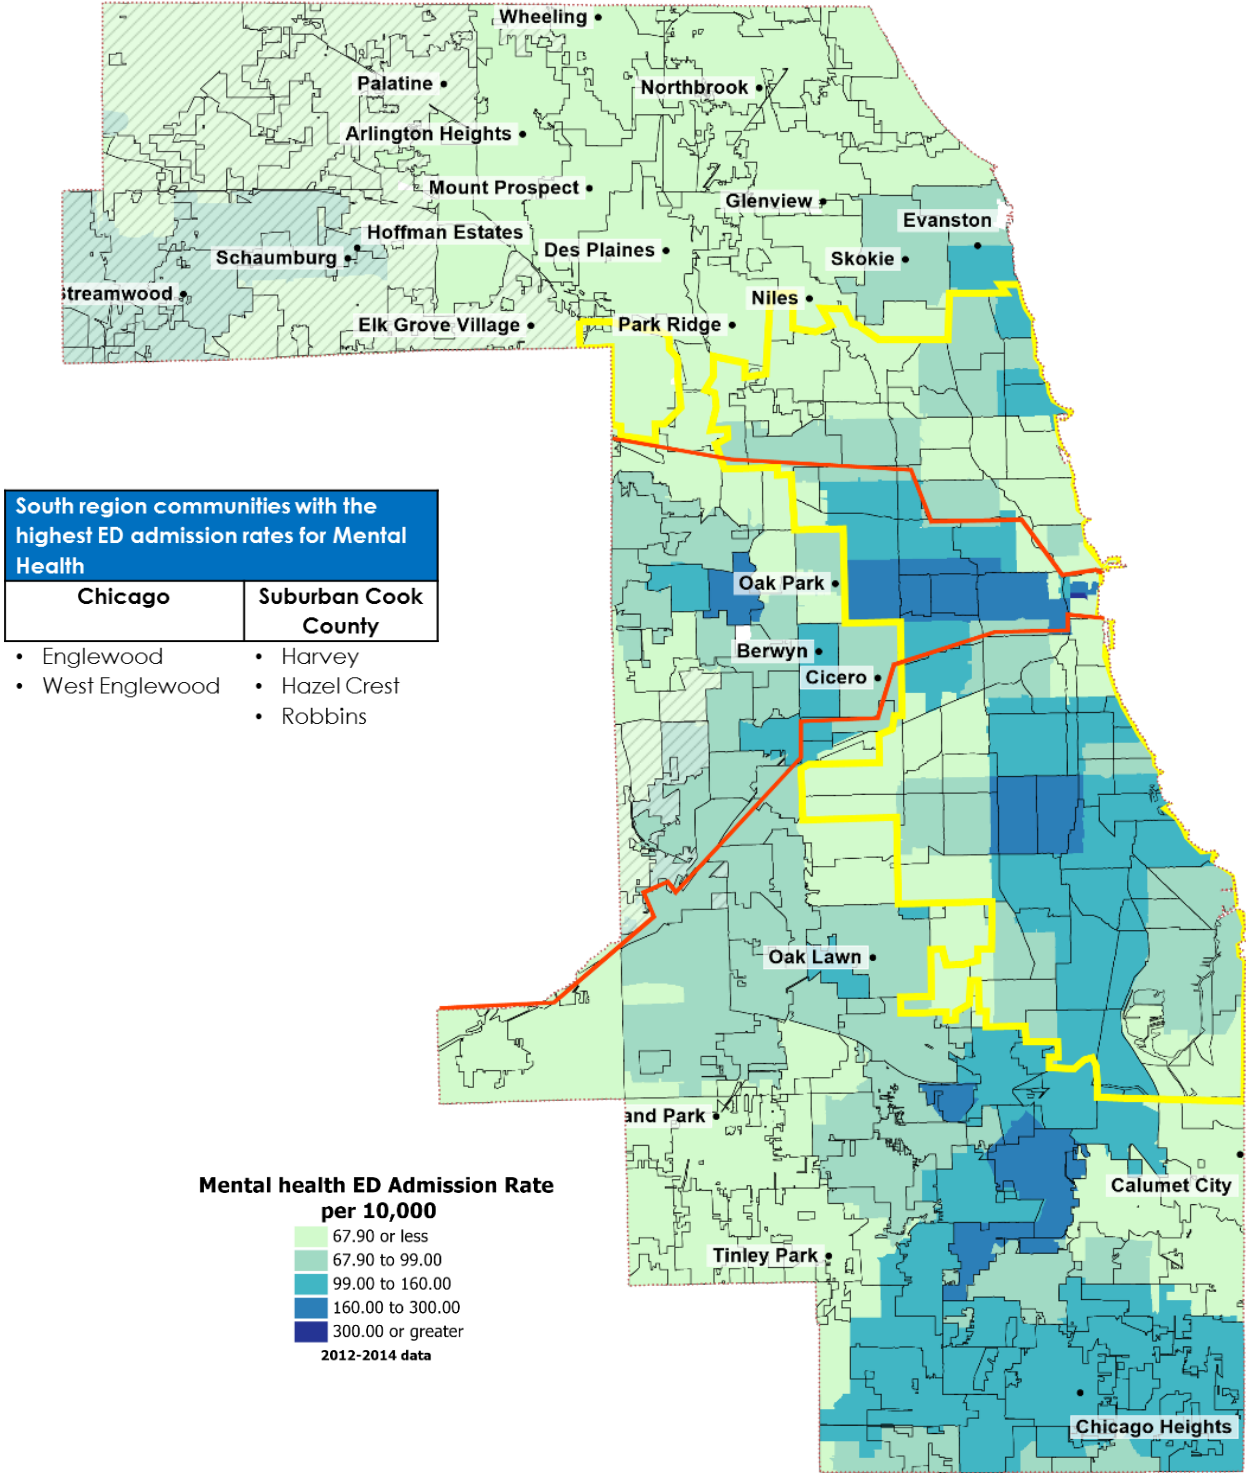 Wheeling
Palatine
Northbrook
Arlington Heights
Mount Prospect
Glenview
Evanston
Hoffman Estates
Des Plaines
Schaumburg
Skokie
streamwood
Niles
Elk Grove Village
Park Ridge
South region communities with the
highest ED admission rates for Mental
Health
Chicago
Suburban Cook
County
• Englewood
• West Englewood
• Harvey
• Hazel Crest
• Robbins
Oak Park
Berwyn
Cicero
Oak Lawn
and Park
Calumet City
Tinley Park
Chicago Heights
Mental health ED Admission Rate
per 10,000
67.90 or less
67.90 to 99.00
99.00 to 160.00
160.00 to 300.00
300.00 or greater
2012-2014 data